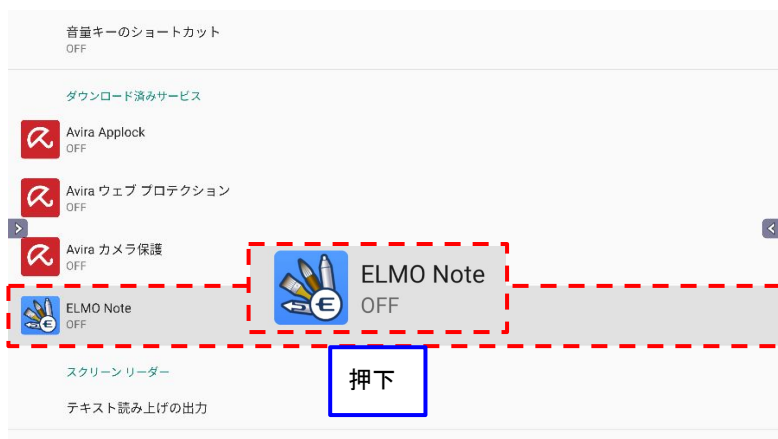 音量キーのショートカット
OFF
ダウンロード済みサービス
Avira Applock
OFF
Avira ウェブ プロテクション
OFF
Avira カメラ保護
OFF
ELMO Note
OFF
ELMO Note
OFF
押下
スクリーン リーダー
テキスト読み上げの出力